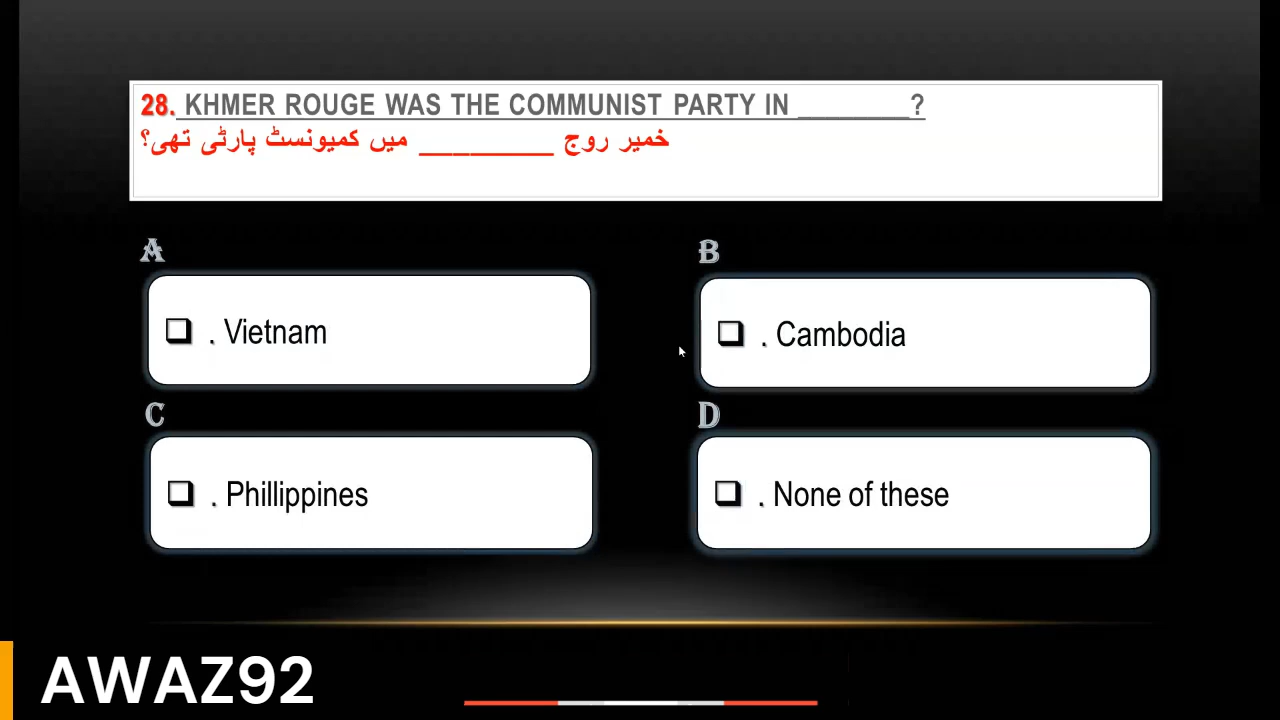 28. KHMER ROUGE WAS THE COMMUNIST PARTY IN ________?
خمیر روج _________ میں کمیونسٹ پارٹی تھی؟
A
B
❑ . Vietnam
❑ . Cambodia
C
D
❑ . Phillippines
❑ . None of these
AWAZ92